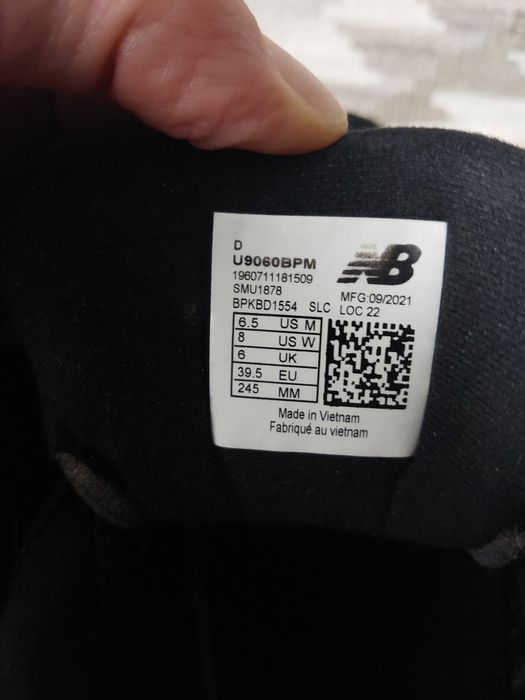 D
U9060BPM
1960711181509
SMU1878
BPKBD1554 SLC LOC 22
NB
MFG:09/2021
6.5 US M
8 US W
6 UK
39.5 EU
245 MM
Made in Vietnam
Fabriqué au vietnam